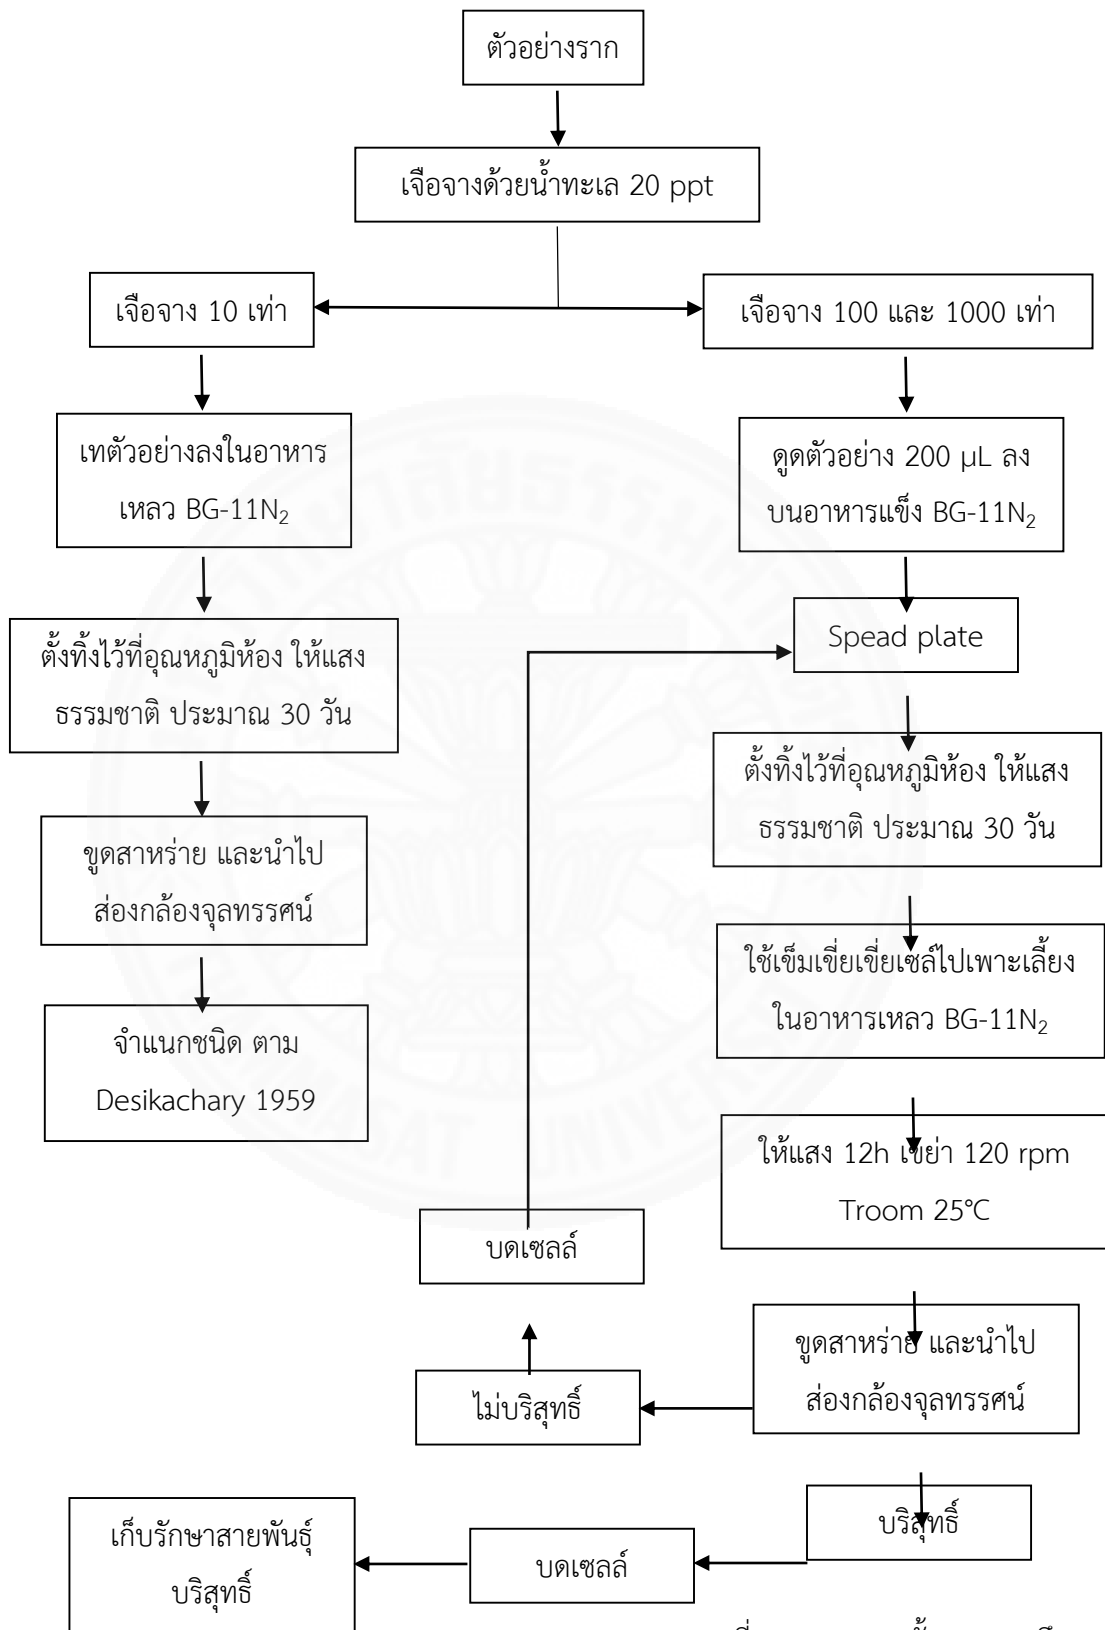 ตัวอย่างราก
เจือจางด้วยน้ำทะเล 20 ppt
เจือจาง 10 เท่า
เทตัวอย่างลงในอาหาร
เหลว BG-11N₂
ตั้งทิ้งไว้ที่อุณหภูมิห้อง ให้แสง
ธรรมชาติ ประมาณ 30 วัน
ขูดสาหร่าย และนำไป
ส่องกล้องจุลทรรศน์
จำแนกชนิด ตาม
Desikachary 1959
เจือจาง 100 และ 1000 เท่า
ดูดตัวอย่าง 200 µL ลง
บนอาหารแข็ง BG-11N₂
Spead plate
ตั้งทิ้งไว้ที่อุณหภูมิห้อง ให้แสง
ธรรมชาติ ประมาณ 30 วัน
ใช้เข็มเขี่ยเขี่ยเซล์ไปเพาะเลี้ยง
ในอาหารเหลว BG-11N₂
ให้แสง 12h เขย่า 120 rpm
Troom 25°C
ขูดสาหร่าย และนำไป
ส่องกล้องจุลทรรศน์
ไม่บริสุทธิ์
บดเซลล์
บริสุทธิ์
บดเซลล์
เก็บรักษาสายพันธุ์
บริสุทธิ์